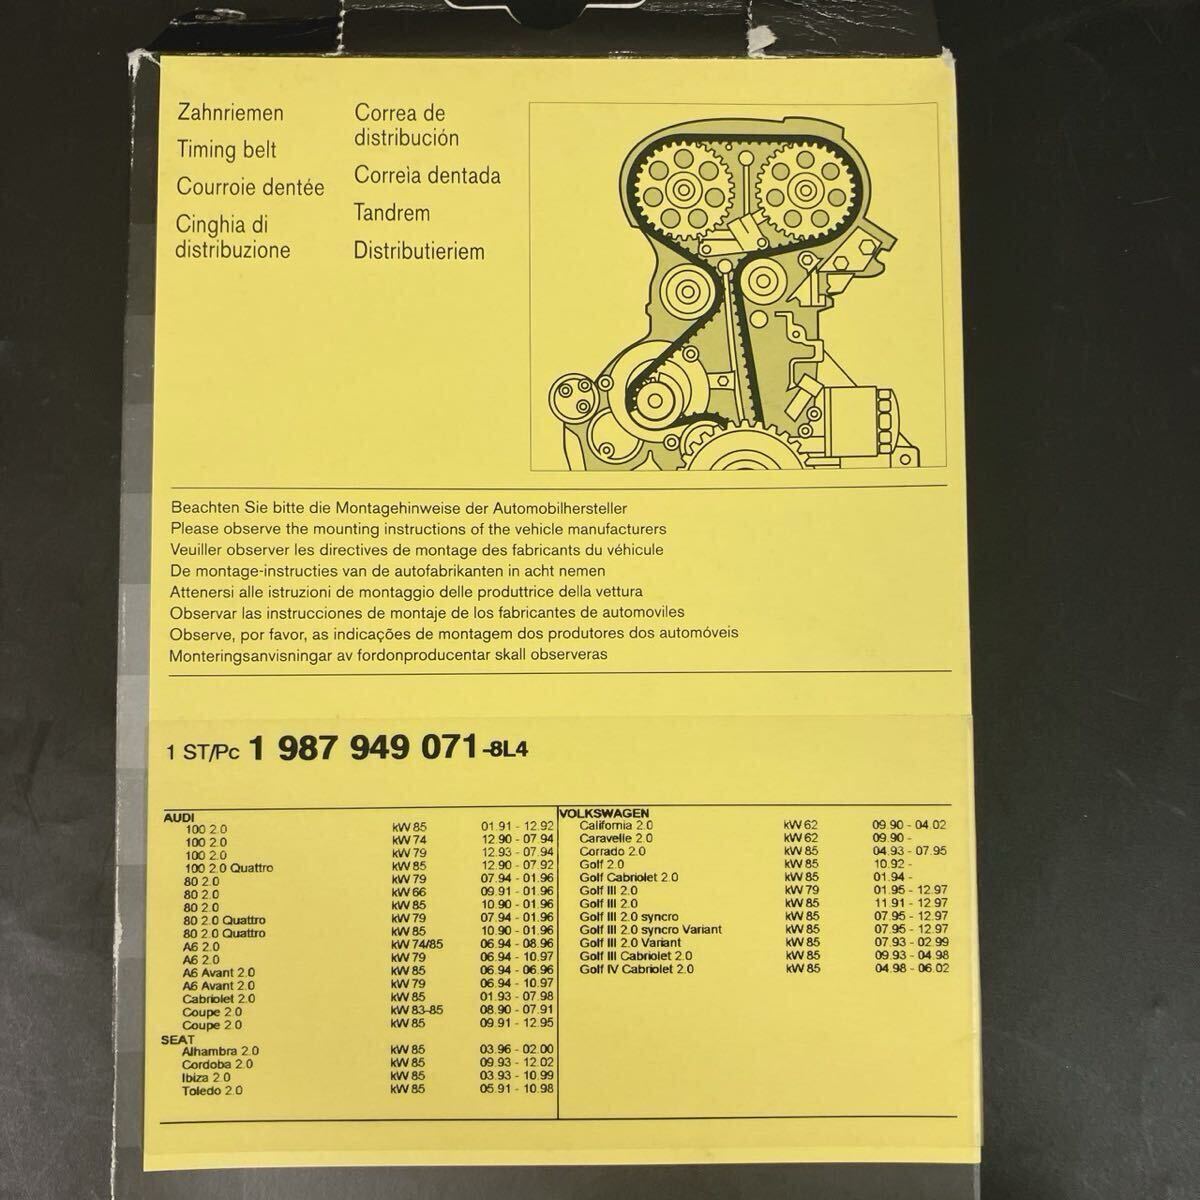 Zahnriemen
Timing belt
Courroie dentée
Cinghia di
distribuzione
Correa de
distribución
Correìa dentada
Tandrem
Distributieriem
Beachten Sie bitte die Montagehinweise der Automobilhersteller
Please observe the mounting instructions of the vehicle manufacturers
Veuiller observer les directives de montage des fabricants du véhicule
De montage-instructies van de autofabrikanten in acht nemen
Attenersi alle istruzioni de montaggio delle produttrice della vettura
Observar las instrucciones de montaje de los fabricantes de automoviles
Observe, por favor, as indicações de montagem dos produtores dos automóveis
Monteringsanvisningar av fordonproducentar skall observeras
1 ST/Pc 1 987 949 071-8L4
AUDI
100 2.0 kW 85 01.91 - 12.92
100 2.0 kW 74 12.90 - 07.94
100 2.0 kW 79 12.93 - 07.94
100 2.0 Quattro kW 85 12.90 - 07.92
80 2.0 kW 79 07.94 - 01.96
80 2.0 kW 66 09.91 - 01.96
80 2.0 kW 85 10.90 - 01.96
80 2.0 Quattro kW 79 07.94 - 01.96
80 2.0 Quattro kW 85 10.90 - 01.96
A6 2.0 kW 74/85 06.94 - 08.96
A6 2.0 kW 79 06.94 - 10.97
A6 Avant 2.0 kW 85 06.94 - 06.96
A6 Avant 2.0 kW 79 06.94 - 10.97
Cabriolet 2.0 kW 85 01.93 - 07.98
Coupe 2.0 kW 83-85 08.90 - 07.91
Coupe 2.0 kW 85 09.91 - 12.95
SEAT
Alhambra 2.0 kW 85 03.96 - 02.00
Cordoba 2.0 kW 85 09.93 - 12.02
Ibiza 2.0 kW 85 03.93 - 10.99
Toledo 2.0 kW 85 05.91 - 10.98
VOLKSWAGEN
California 2.0 kW 62 09.90 - 04.02
Caravelle 2.0 kW 62 09.90 -
Corrado 2.0 kW 85 04.93 - 07.95
Golf 2.0 kW 85 10.92 -
Golf Cabriolet 2.0 kW 85 01.94 -
Golf III 2.0 kW 79 01.95 - 12.97
Golf III 2.0 kW 85 11.91 - 12.97
Golf III 2.0 syncro kW 85 07.95 - 12.97
Golf III 2.0 syncro Variant kW 85 07.95 - 12.97
Golf III 2.0 Variant kW 85 07.93 - 02.99
Golf III Cabriolet 2.0 kW 85 09.93 - 04.98
Golf IV Cabriolet 2.0 kW 85 04.98 - 06.02